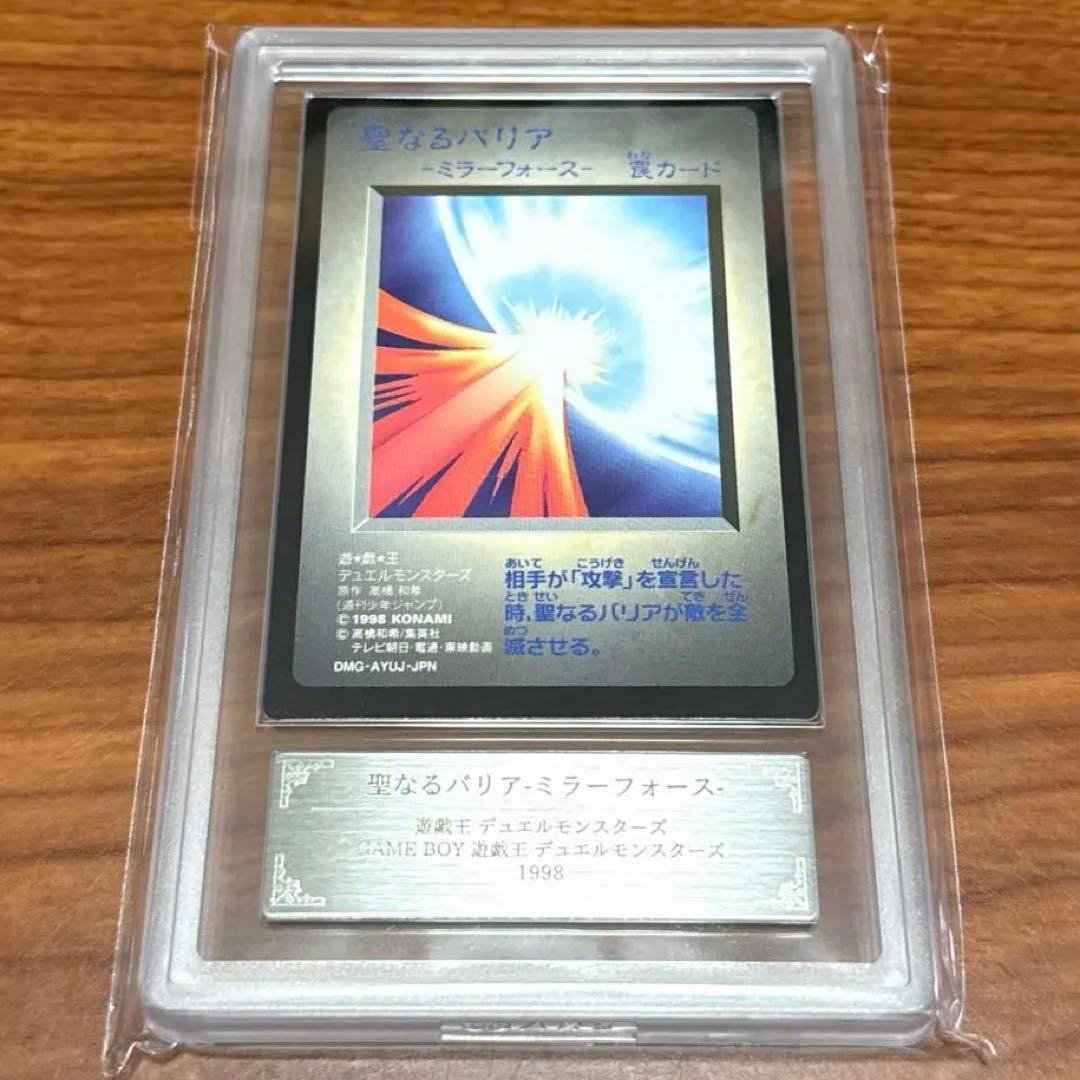 聖なるバリア
-ミラーフォース-
わな
罠カード
遊★戯★王
デュエルモンスターズ
原作 高橋 和希
(週刊少年ジャンプ)
©1998 KONAMI
©高橋和希/集英社
テレビ朝日・電通・東映動画
DMG-AYUJ-JPN
あいて こうげき せんげん
相手が「攻撃」を宣言した
とき せい てき ぜん
時,聖なるバリアが敵を全
めつ
滅させる。
聖なるバリア-ミラーフォース-
遊戯王 デュエルモンスターズ
GAME BOY 遊戯王 デュエルモンスターズ
1998